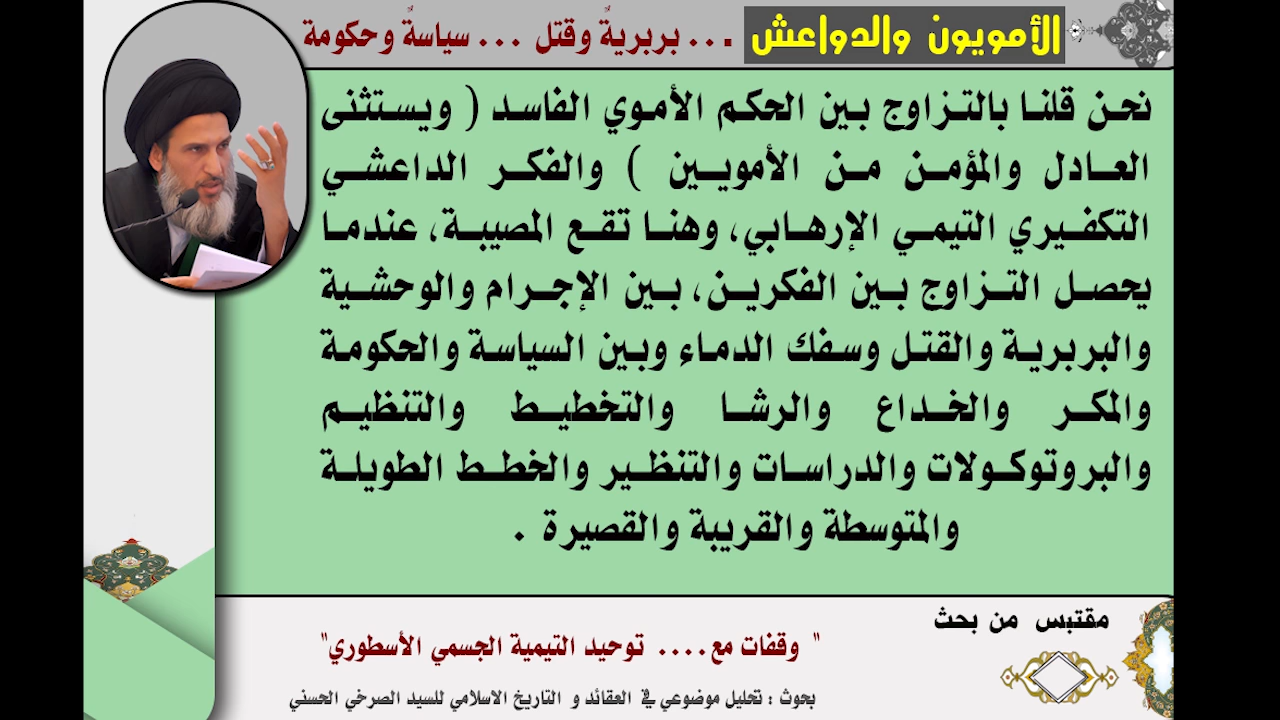 الأمويون والدواعش ... بربريةٌ وقتل ... سياسةٌ وحكومة
نحن قلنا بالتزاوج بين الحكم الأموي الفاسد ( ويستثنى
العادل والمؤمن من الأمويين ) والفكر الداعشي
التكفيري التيمي الإرهابي، وهنا تقع المصيبة، عندما
يحصل التزاوج بين الفكرين، بين الإجرام والوحشية
والبربرية والقتل وسفك الدماء وبين السياسة والحكومة
والمكر والخداع والرشا والتخطيط والتنظيم
والبروتوكولات والدراسات والتنظير والخطط الطويلة
والمتوسطة والقريبة والقصيرة .
مقتبس من بحث
" وقفات مع.... توحيد التيمية الجسمي الأسطوري"
بحوث : تحليل موضوعي في العقائد و التاريخ الاسلامي للسيد الصرخي الحسني